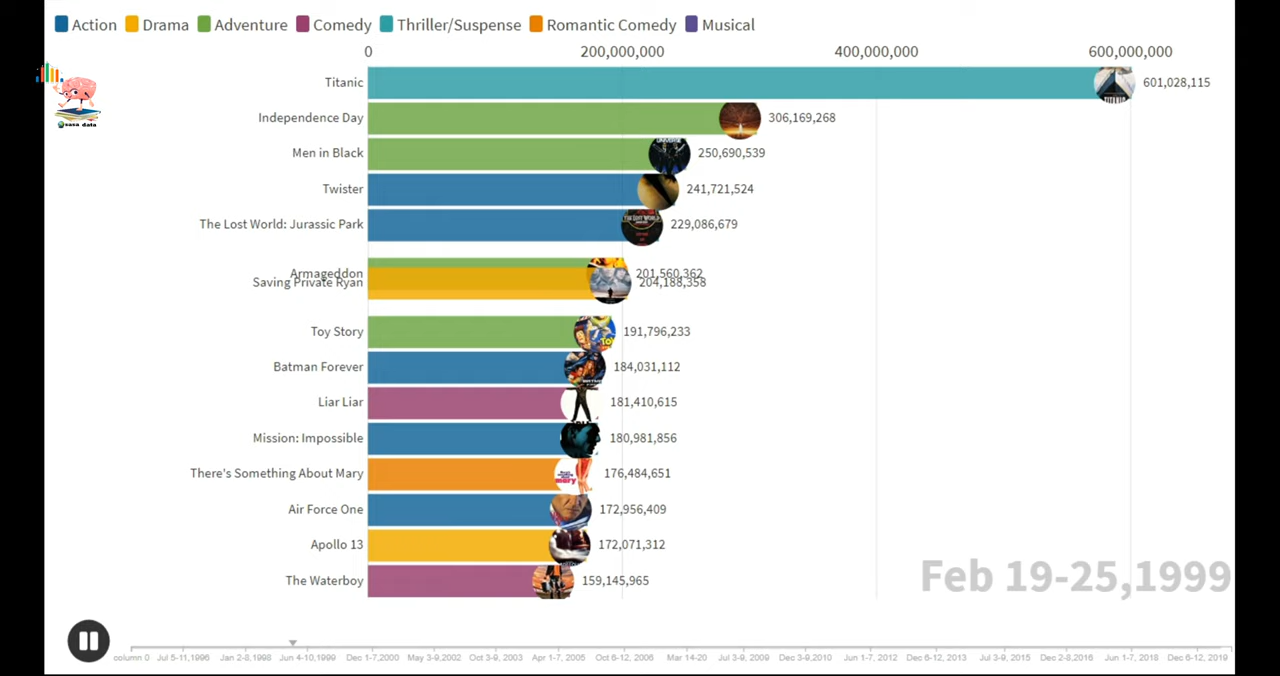 Action Drama Adventure Comedy Thriller/Suspense Romantic Comedy Musical
0 200,000,000 400,000,000 600,000,000
Titanic 601,028,115
sasa data
Independence Day 306,169,268
Men in Black 250,690,539
Twister 241,721,524
The Lost World: Jurassic Park 229,086,679
Armageddon 201,560,362
Saving Private Ryan 204,188,358
Toy Story 191,796,233
Batman Forever 184,031,112
Liar Liar 181,410,615
Mission: Impossible 180,981,856
There's Something About Mary 176,484,651
Air Force One 172,956,409
Apollo 13 172,071,312
The Waterboy 159,145,965
Feb 19-25,1999
column 0 Jul 5-11,1996 Jan 2-8,1998 Jun 4-10,1999 Dec 1-7,2000 May 3-9,2002 Oct 3-9, 2003 Apr 1-7, 2005 Oct 6-12, 2006 Mar 14-20 Jul 3-9, 2009 Dec 3-9,2010 Jun 1-7, 2012 Dec 6-12, 2013 Jul 3-9, 2015 Dec 2-8,2016 Jun 1-7, 2018 Dec 6-12, 2019